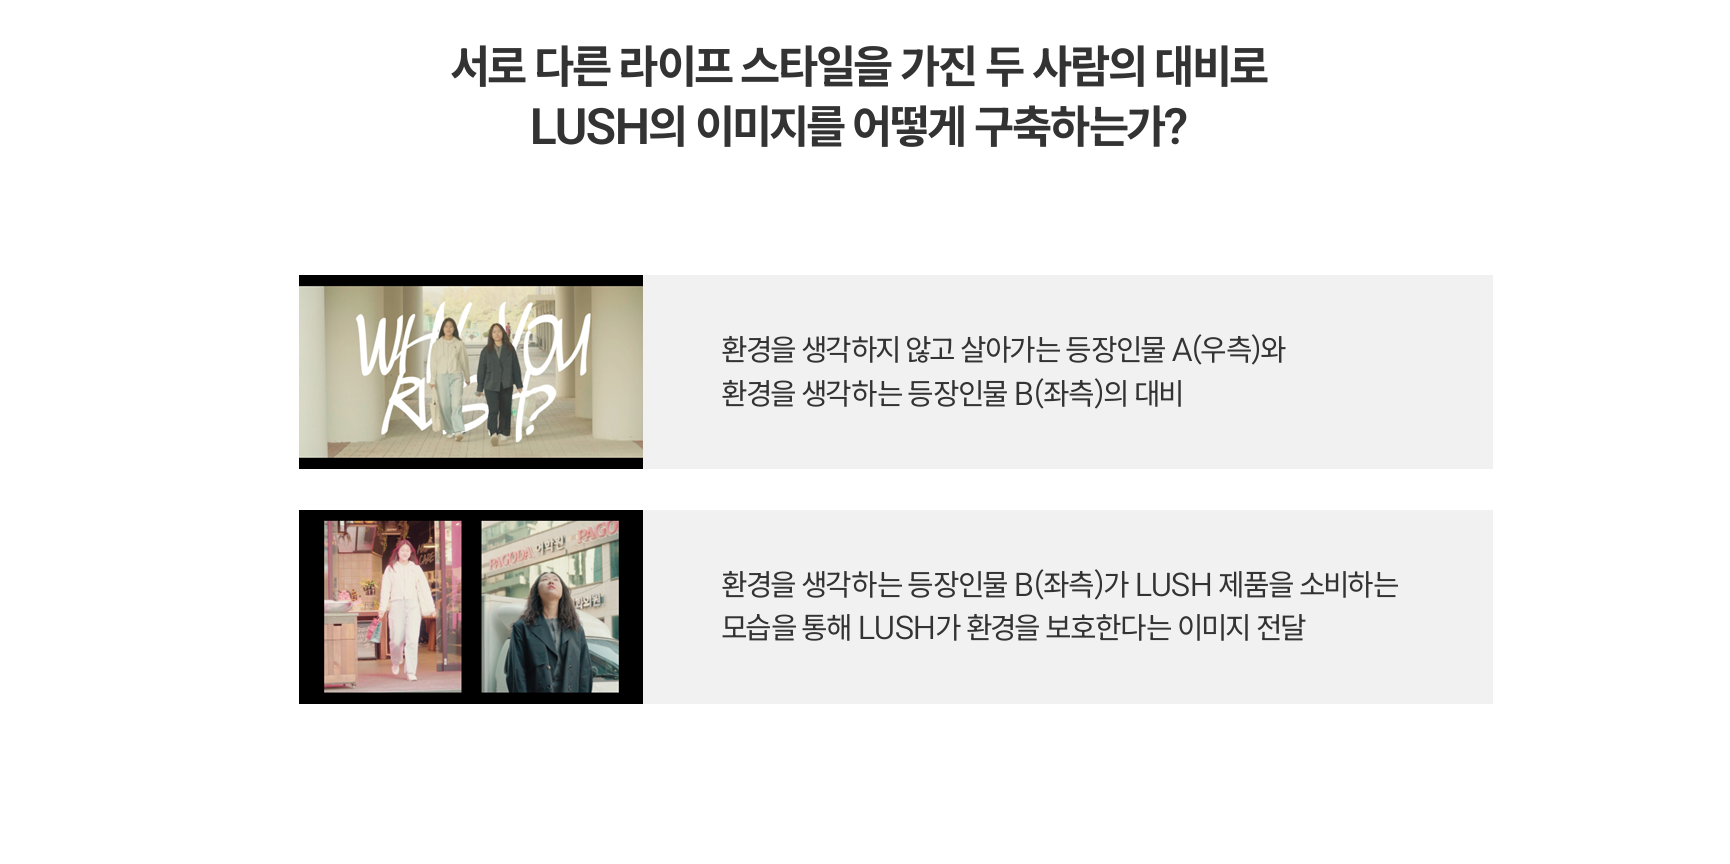 서로 다른 라이프 스타일을 가진 두 사람의 대비로
LUSH의 이미지를 어떻게 구축하는가?
WHY YOU
환경을 생각하지 않고 살아가는 등장인물 A(우측)와
환경을 생각하는 등장인물 B(좌측)의 대비
PAGODA 어학원 PAGO
환경을 생각하는 등장인물 B(좌측)가 LUSH 제품을 소비하는
모습을 통해 LUSH가 환경을 보호한다는 이미지 전달